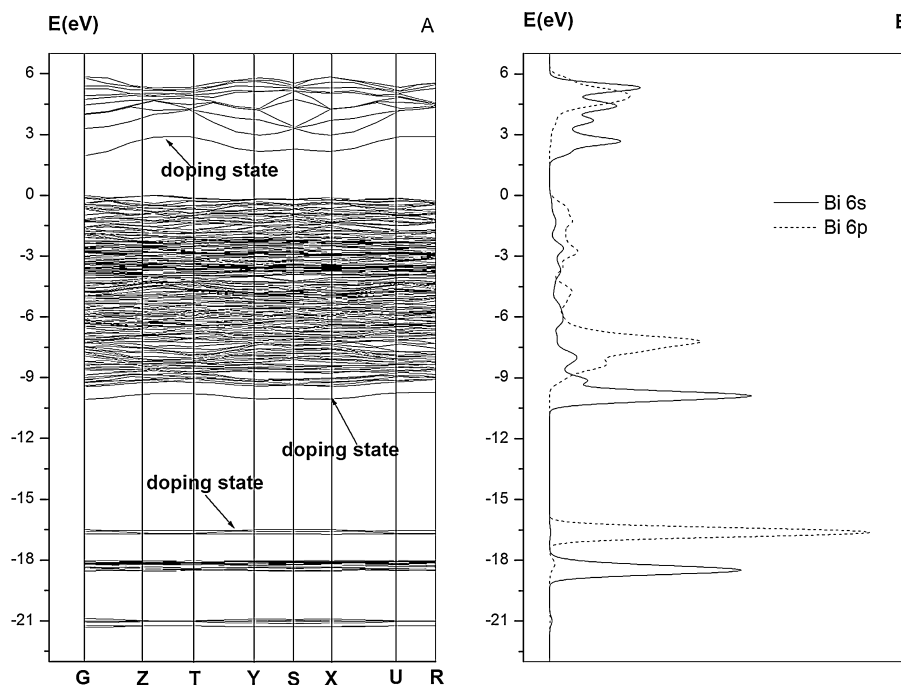 E(eV)
A
6
3
0
-3
-6
-9
-12
-15
-18
-21
doping state
doping state
doping state
G Z T Y S X U R
E(eV)
6
3
0
-3
-6
-9
-12
-15
-18
-21
Bi 6s
Bi 6p